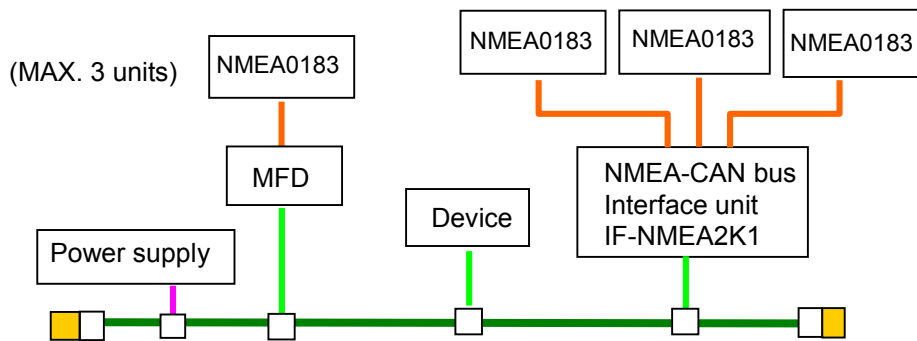 (MAX. 3 units)
NMEA0183
NMEA0183
NMEA0183
NMEA0183
MFD
Device
NMEA-CAN bus
Interface unit
IF-NMEA2K1
Power supply